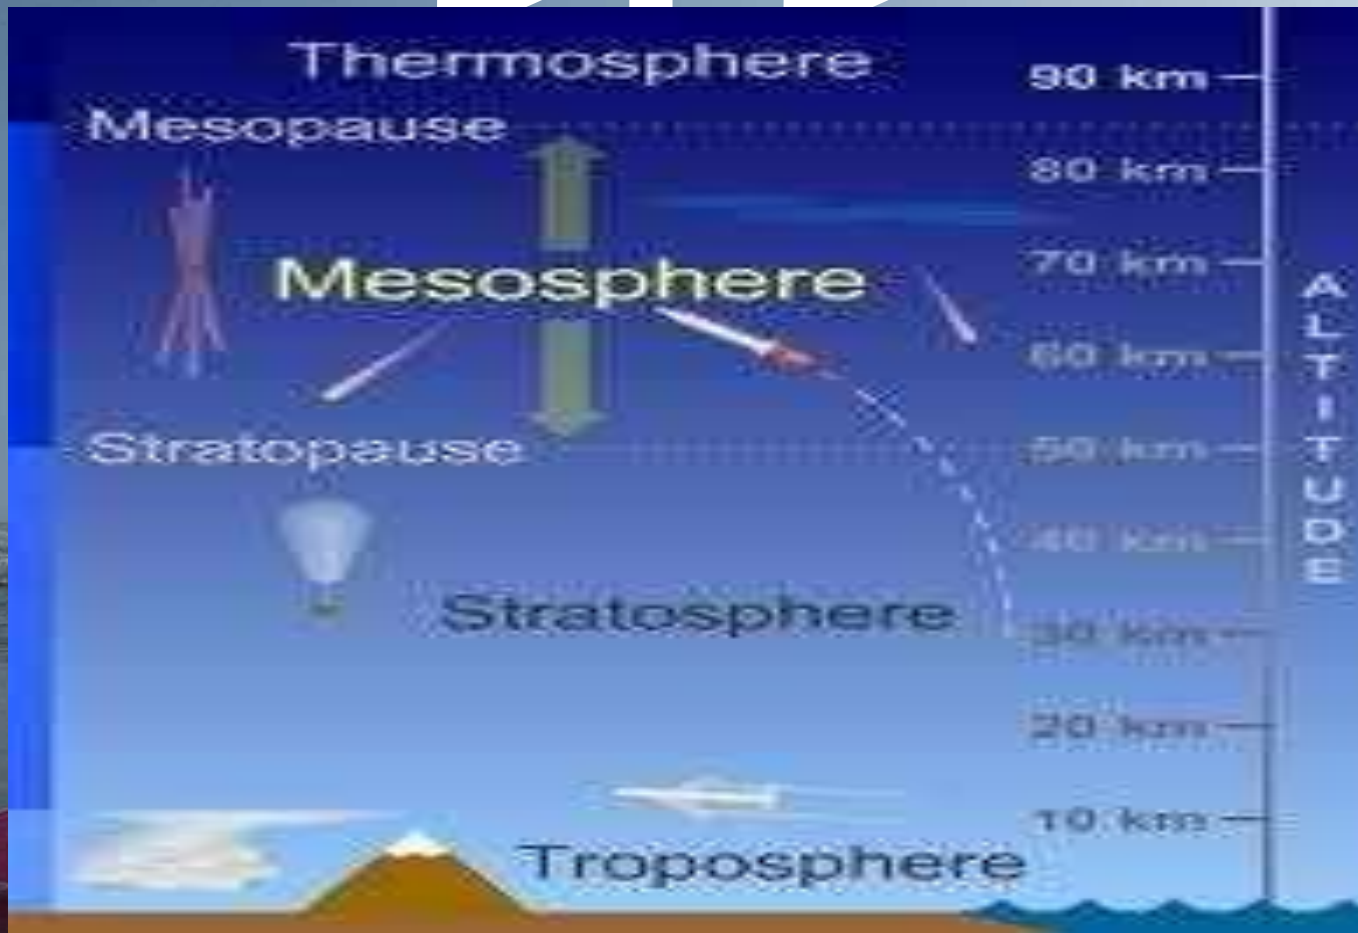 Thermosphere
90 km
Mesopause
80 km
Mesosphere
70 km
60 km
Stratopause
50 km
40 km
Stratosphere
30 km
20 km
10 km
Troposphere
ALTITUDE